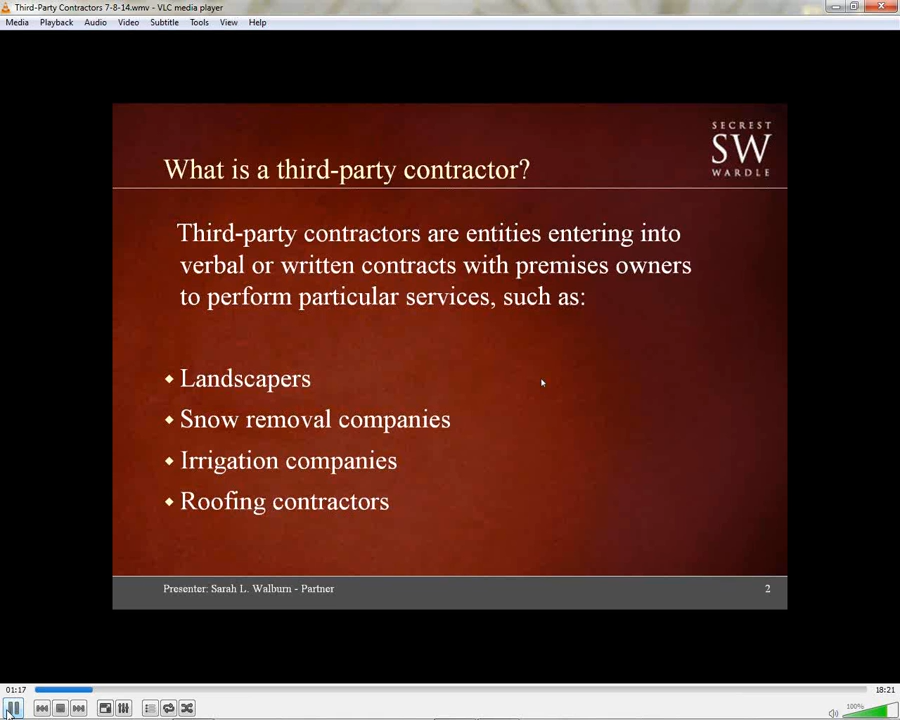 Third-Party Contractors 7-8-14.wmv - VLC media player
Media Playback Audio Video Subtitle Tools View Help
SECREST
SW
WARDLE
What is a third-party contractor?
Third-party contractors are entities entering into
verbal or written contracts with premises owners
to perform particular services, such as:
Landscapers
Snow removal companies
Irrigation companies
Roofing contractors
Presenter: Sarah L. Walburn - Partner 2
01:17 18:21
100%